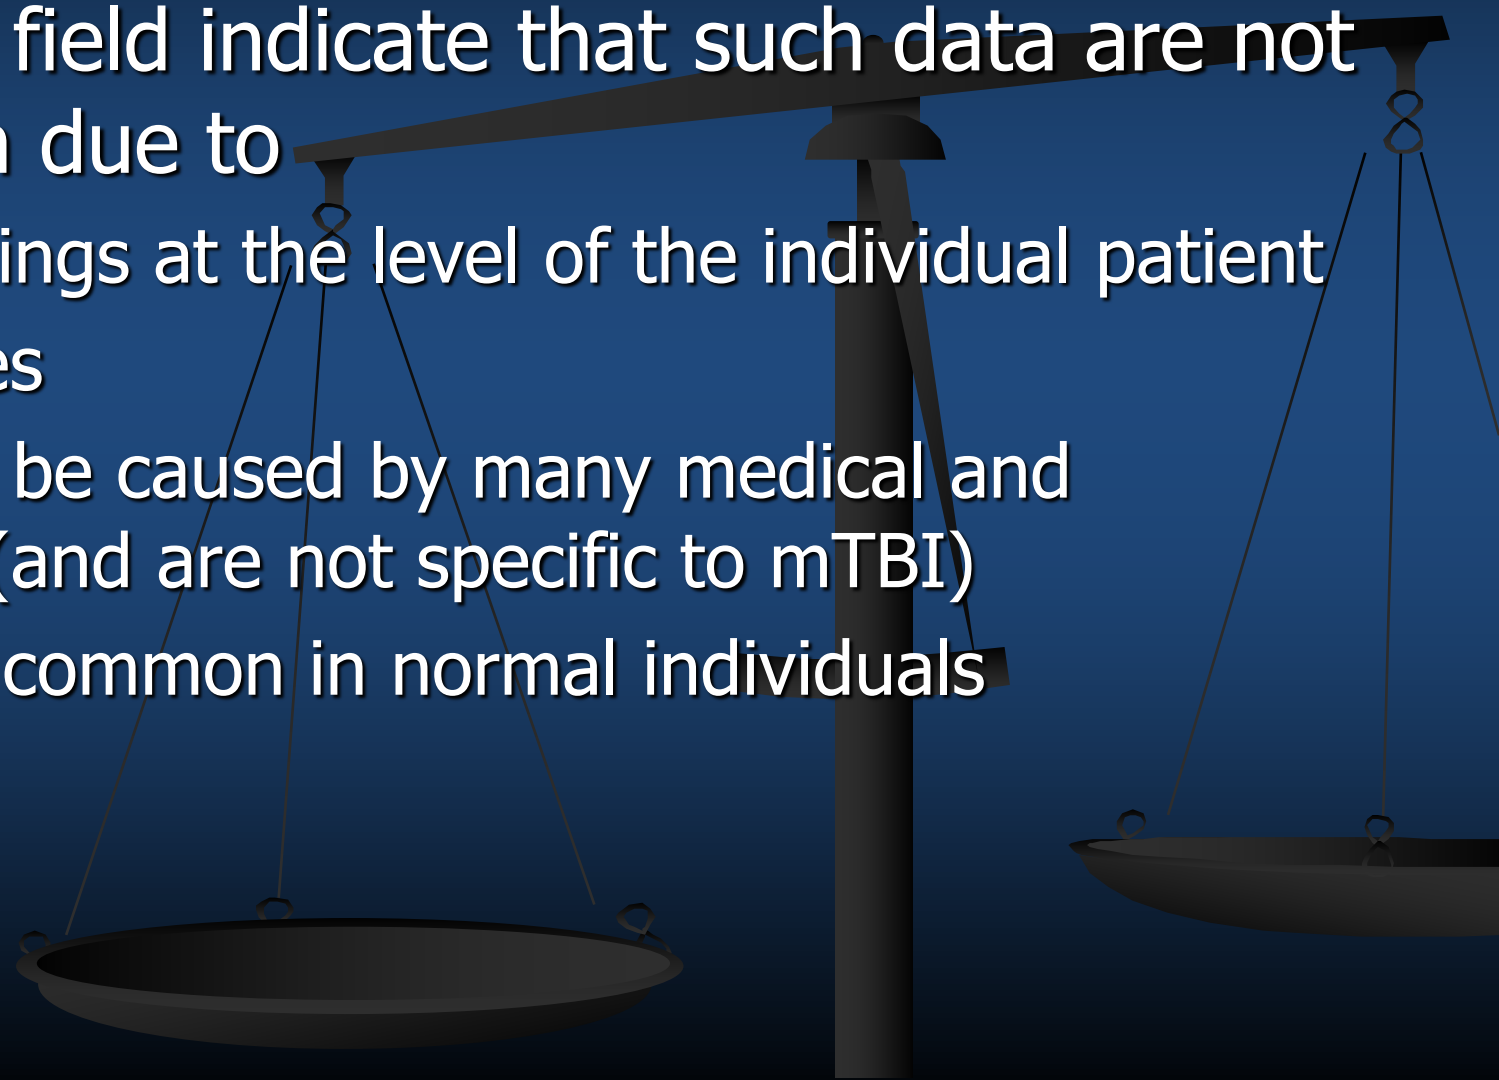 field indicate that such data are not
due to
ings at the level of the individual patient
es
be caused by many medical and
(and are not specific to mTBI)
common in normal individuals